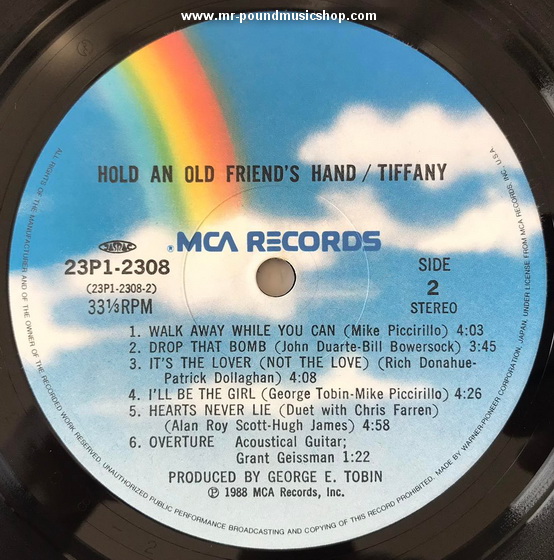 www.mr-poundmusicshop.com
HOLD AN OLD FRIEND'S HAND / TIFFANY
JASRAC
® MCA RECORDS
23P1-2308
(23P1-2308-2)
33⅓RPM
SIDE
2
STEREO
1. WALK AWAY WHILE YOU CAN (Mike Piccirillo) 4:03
2. DROP THAT BOMB (John Duarte-Bill Bowersock) 3:45
3. IT'S THE LOVER (NOT THE LOVE) (Rich Donahue-
Patrick Dollaghan) 4:08
4. I'LL BE THE GIRL (George Tobin-Mike Piccirillo) 4:26
5. HEARTS NEVER LIE (Duet with Chris Farren)
(Alan Roy Scott-Hugh James) 4:58
6. OVERTURE Acoustical Guitar;
Grant Geissman 1:22
PRODUCED BY GEORGE E. TOBIN
℗ 1988 MCA Records, Inc.
ALL RIGHTS OF THE MANUFACTURER AND OF THE OWNER OF THE RECORDED WORK RESERVED. UNAUTHORIZED PUBLIC PERFORMANCE BROADCASTING AND COPYING OF THIS RECORD PROHIBITED. MADE BY WARNER-PIONEER CORPORATION, JAPAN, UNDER LICENSE FROM MCA RECORDS, INC., U.S.A.